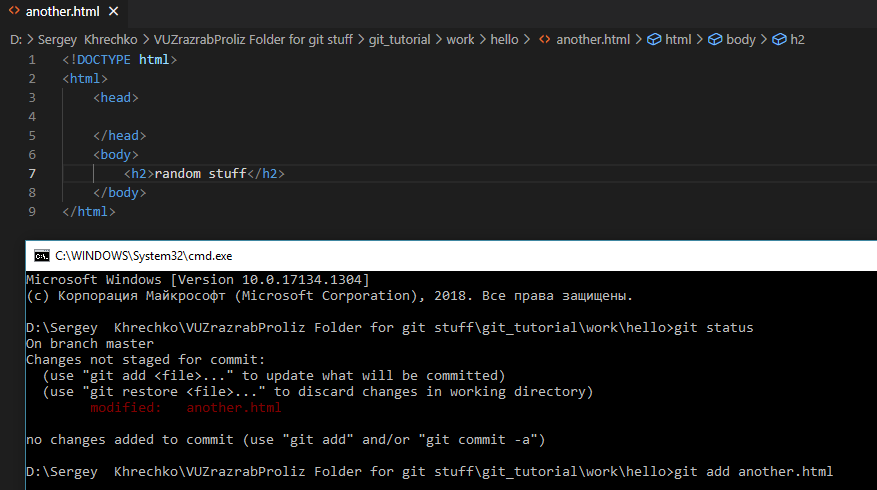 another.html
D: > Sergey Khrechko > VUZrazrabProliz Folder for git stuff > git_tutorial > work > hello > another.html > html > body > h2
1 <!DOCTYPE html>
2 <html>
3 <head>
4
5 </head>
6 <body>
7 <h2>random stuff</h2>
8 </body>
9 </html>
C:\WINDOWS\System32\cmd.exe
Microsoft Windows [Version 10.0.17134.1304]
(c) Корпорация Майкрософт (Microsoft Corporation), 2018. Все права защищены.
D:\Sergey  Khrechko\VUZrazrabProliz Folder for git stuff\git_tutorial\work\hello>git status
On branch master
Changes not staged for commit:
(use "git add <file>..." to update what will be committed)
(use "git restore <file>..." to discard changes in working directory)
modified:   another.html
no changes added to commit (use "git add" and/or "git commit -a")
D:\Sergey  Khrechko\VUZrazrabProliz Folder for git stuff\git_tutorial\work\hello>git add another.html